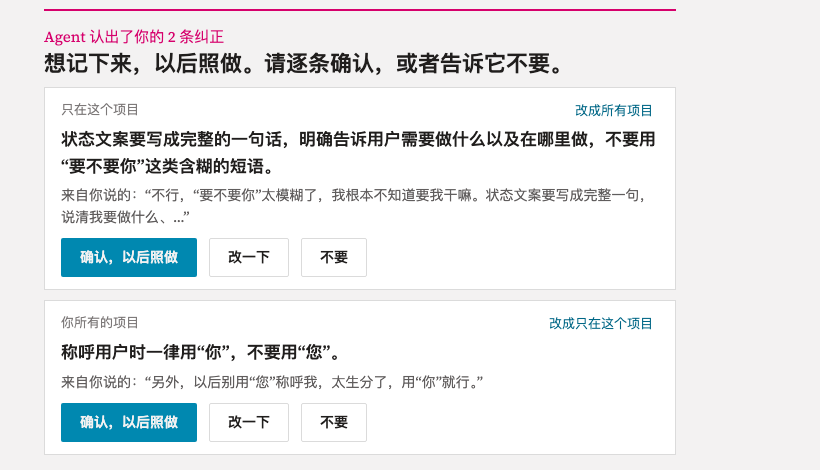 Agent 认出了你的 2 条纠正
想记下来，以后照做。请逐条确认，或者告诉它不要。
只在这个项目
改成所有项目
状态文案要写成完整的一句话，明确告诉用户需要做什么以及在哪里做，不要用
“要不要你”这类含糊的短语。
来自你说的：“不行，“要不要你”太模糊了，我根本不知道要我干嘛。状态文案要写成完整一句，
说清我要做什么、...”
确认，以后照做
改一下
不要
你所有的项目
改成只在这个项目
称呼用户时一律用“你”，不要用“您”。
来自你说的：“另外，以后别用“您”称呼我，太生分了，用“你”就行。”
确认，以后照做
改一下
不要